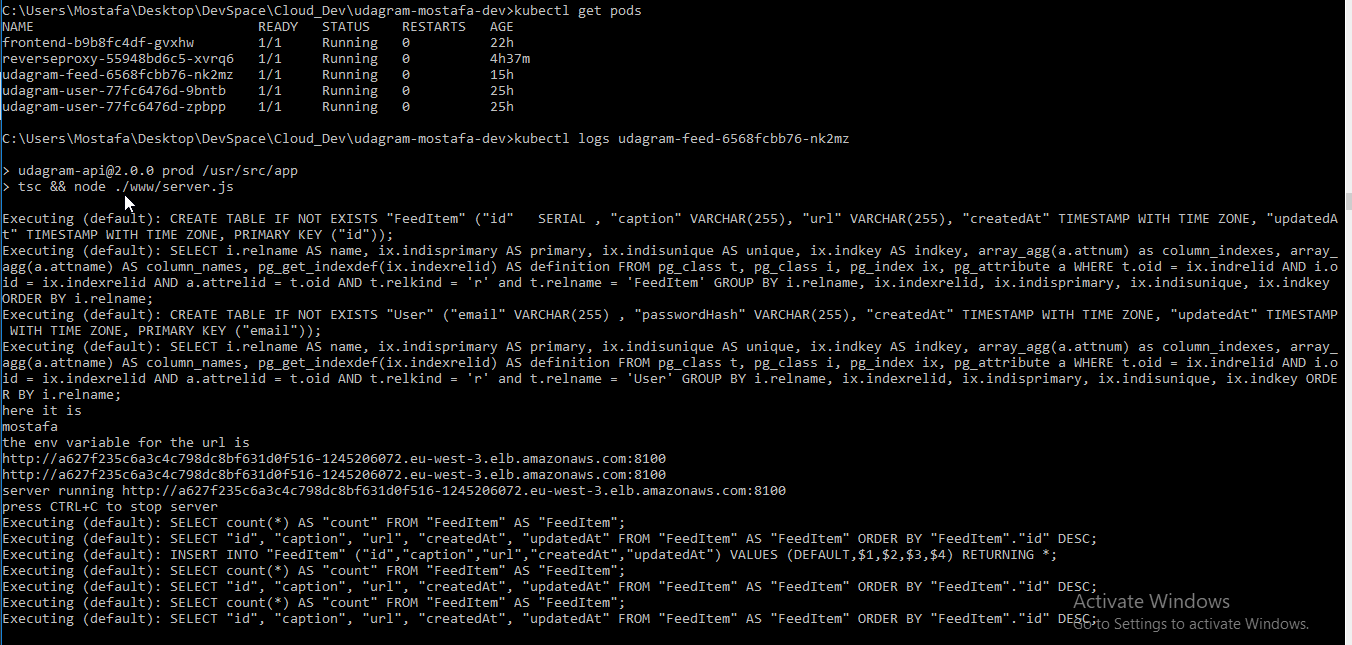 C:\Users\Mostafa\Desktop\DevSpace\Cloud_Dev\udagram-mostafa-dev>kubectl get pods
NAME                            READY   STATUS    RESTARTS   AGE
frontend-b9b8fc4df-gvxhw        1/1     Running   0          22h
reverseproxy-55948bd6c5-xvrq6   1/1     Running   0          4h37m
udagram-feed-6568fcbb76-nk2mz   1/1     Running   0          15h
udagram-user-77fc6476d-9bntb    1/1     Running   0          25h
udagram-user-77fc6476d-zpbpp    1/1     Running   0          25h
C:\Users\Mostafa\Desktop\DevSpace\Cloud_Dev\udagram-mostafa-dev>kubectl logs udagram-feed-6568fcbb76-nk2mz
> udagram-api@2.0.0 prod /usr/src/app
> tsc && node ./www/server.js
Executing (default): CREATE TABLE IF NOT EXISTS "FeedItem" ("id"   SERIAL , "caption" VARCHAR(255), "url" VARCHAR(255), "createdAt" TIMESTAMP WITH TIME ZONE, "updatedA
t" TIMESTAMP WITH TIME ZONE, PRIMARY KEY ("id"));
Executing (default): SELECT i.relname AS name, ix.indisprimary AS primary, ix.indisunique AS unique, ix.indkey AS indkey, array_agg(a.attnum) as column_indexes, array_
agg(a.attname) AS column_names, pg_get_indexdef(ix.indexrelid) AS definition FROM pg_class t, pg_class i, pg_index ix, pg_attribute a WHERE t.oid = ix.indrelid AND i.o
id = ix.indexrelid AND a.attrelid = t.oid AND t.relkind = 'r' and t.relname = 'FeedItem' GROUP BY i.relname, ix.indexrelid, ix.indisprimary, ix.indisunique, ix.indkey
ORDER BY i.relname;
Executing (default): CREATE TABLE IF NOT EXISTS "User" ("email" VARCHAR(255) , "passwordHash" VARCHAR(255), "createdAt" TIMESTAMP WITH TIME ZONE, "updatedAt" TIMESTAMP
 WITH TIME ZONE, PRIMARY KEY ("email"));
Executing (default): SELECT i.relname AS name, ix.indisprimary AS primary, ix.indisunique AS unique, ix.indkey AS indkey, array_agg(a.attnum) as column_indexes, array_
agg(a.attname) AS column_names, pg_get_indexdef(ix.indexrelid) AS definition FROM pg_class t, pg_class i, pg_index ix, pg_attribute a WHERE t.oid = ix.indrelid AND i.o
id = ix.indexrelid AND a.attrelid = t.oid AND t.relkind = 'r' and t.relname = 'User' GROUP BY i.relname, ix.indexrelid, ix.indisprimary, ix.indisunique, ix.indkey ORDE
R BY i.relname;
here it is
mostafa
the env variable for the url is
http://a627f235c6a3c4c798dc8bf631d0f516-1245206072.eu-west-3.elb.amazonaws.com:8100
http://a627f235c6a3c4c798dc8bf631d0f516-1245206072.eu-west-3.elb.amazonaws.com:8100
server running http://a627f235c6a3c4c798dc8bf631d0f516-1245206072.eu-west-3.elb.amazonaws.com:8100
press CTRL+C to stop server
Executing (default): SELECT count(*) AS "count" FROM "FeedItem" AS "FeedItem";
Executing (default): SELECT "id", "caption", "url", "createdAt", "updatedAt" FROM "FeedItem" AS "FeedItem" ORDER BY "FeedItem"."id" DESC;
Executing (default): INSERT INTO "FeedItem" ("id","caption","url","createdAt","updatedAt") VALUES (DEFAULT,$1,$2,$3,$4) RETURNING *;
Executing (default): SELECT count(*) AS "count" FROM "FeedItem" AS "FeedItem";
Executing (default): SELECT "id", "caption", "url", "createdAt", "updatedAt" FROM "FeedItem" AS "FeedItem" ORDER BY "FeedItem"."id" DESC;
Executing (default): SELECT count(*) AS "count" FROM "FeedItem" AS "FeedItem";
Executing (default): SELECT "id", "caption", "url", "createdAt", "updatedAt" FROM "FeedItem" AS "FeedItem" ORDER BY "FeedItem"."id" DESC;
Activate Windows
Go to Settings to activate Windows.